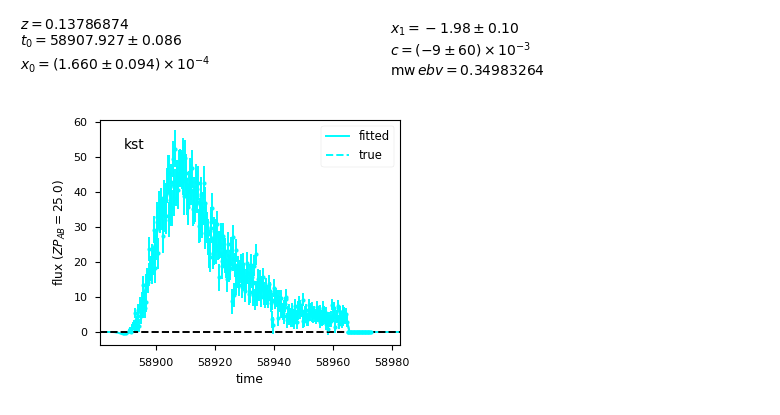 z = 0.13786874
t₀ = 58907.927 ± 0.086
x₀ = (1.660 ± 0.094) × 10⁻⁴
x₁ = −1.98 ± 0.10
c = (−9 ± 60) × 10⁻³
mw ebv = 0.34983264
kst
fitted
true
60
50
40
30
20
10
0
flux (ZP_AB = 25.0)
58900 58920 58940 58960 58980
time